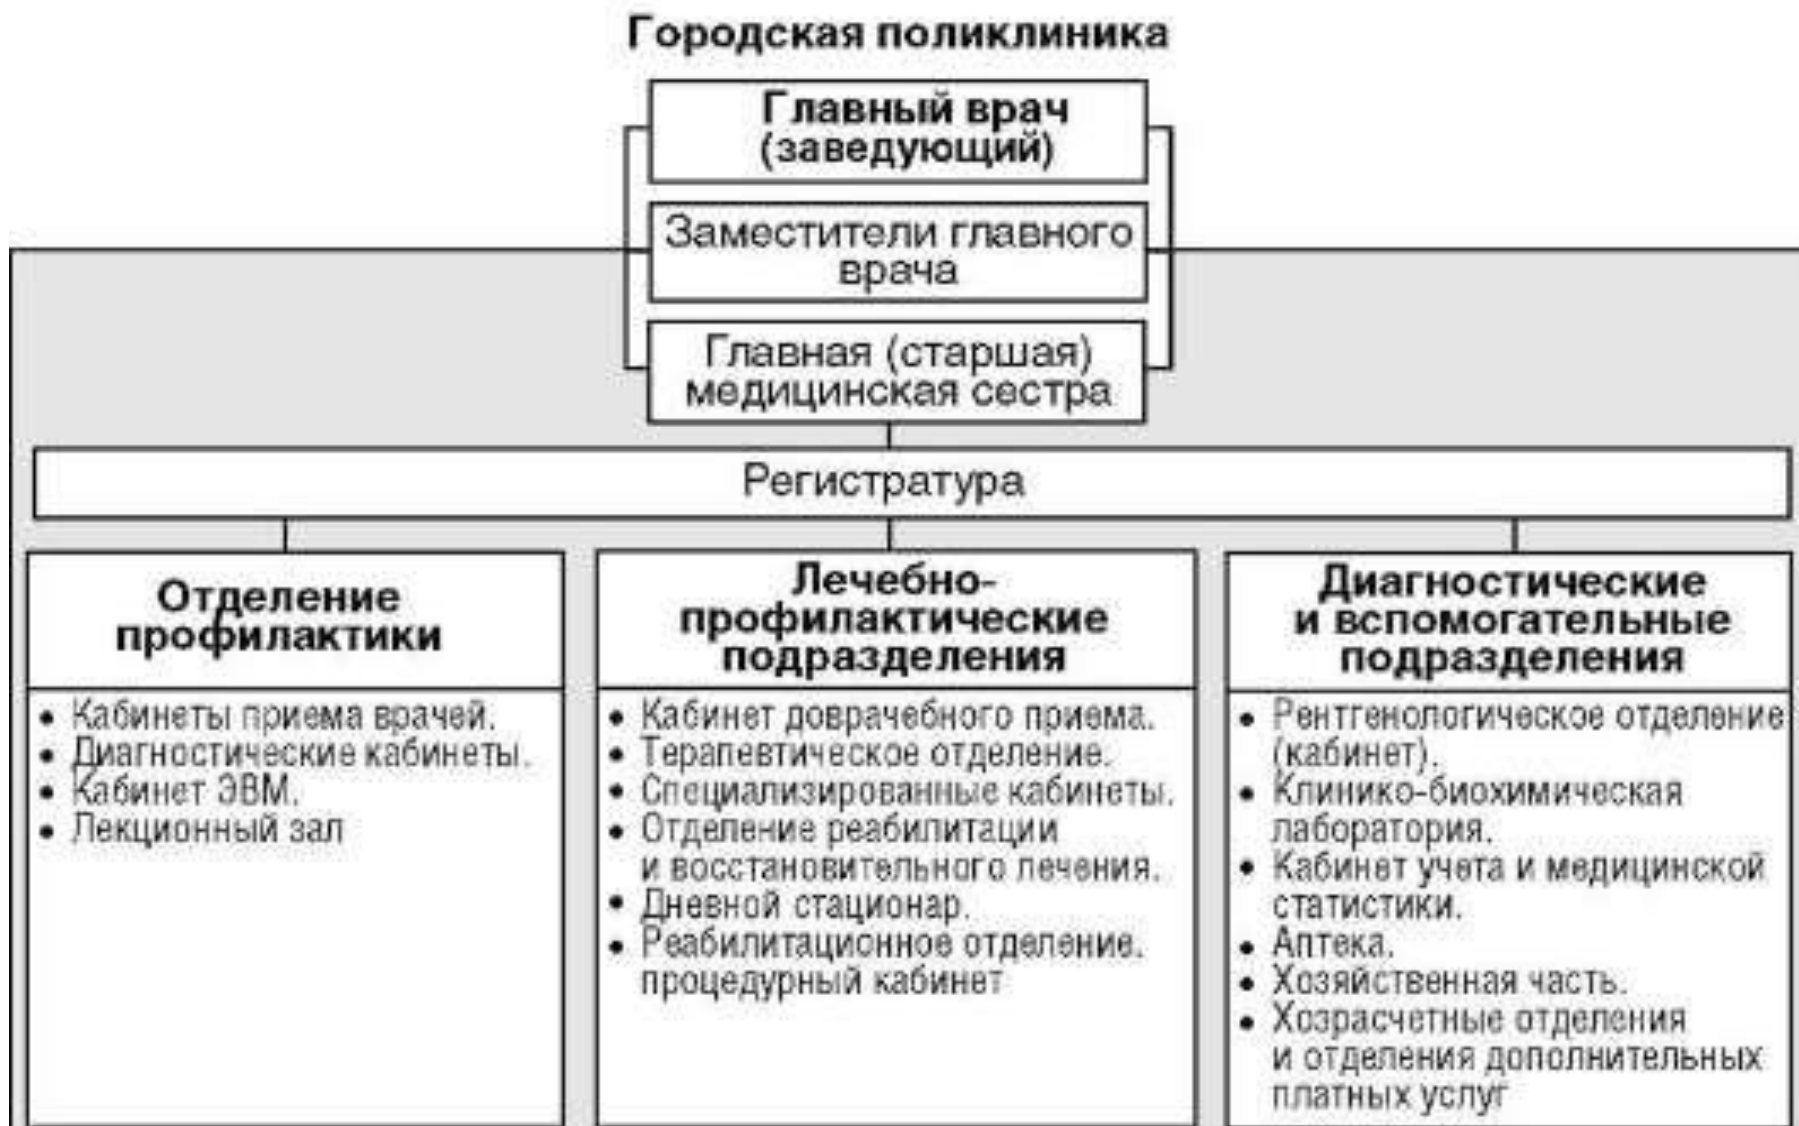 Городская поликлиника
Главный врач
(заведующий)
Заместители главного
врача
Главная (старшая)
медицинская сестра
Регистратура
Отделение
профилактики
• Кабинеты приема врачей.
• Диагностические кабинеты.
• Кабинет ЭВМ.
• Лекционный зал
Лечебно-
профилактические
подразделения
• Кабинет доврачебного приема.
• Терапевтическое отделение.
• Специализированные кабинеты.
• Отделение реабилитации
и восстановительного лечения.
• Дневной стационар.
• Реабилитационное отделение.
процедурный кабинет
Диагностические
и вспомогательные
подразделения
• Рентгенологическое отделение
(кабинет).
• Клинико-биохимическая
лаборатория.
• Кабинет учета и медицинской
статистики.
• Аптека.
• Хозяйственная часть.
• Хозрасчетные отделения
и отделения дополнительных
платных услуг